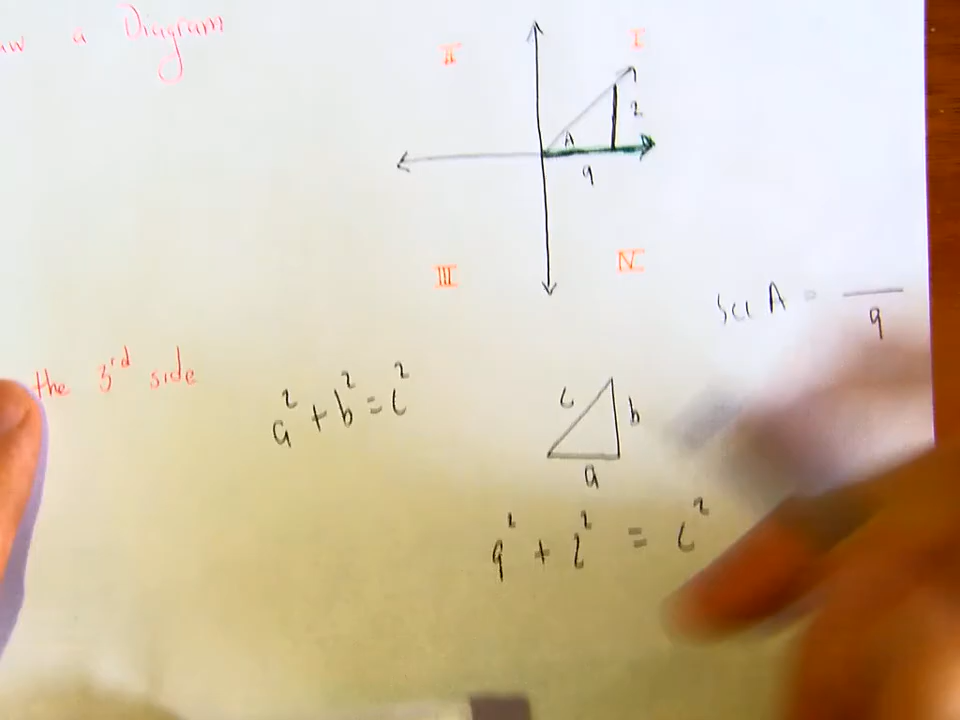 a Diagram
II
I
A
2
9
III
IV
Sec A = 9
the 3rd side
a² + b² = c²
c
b
a
9² + 2² = c²